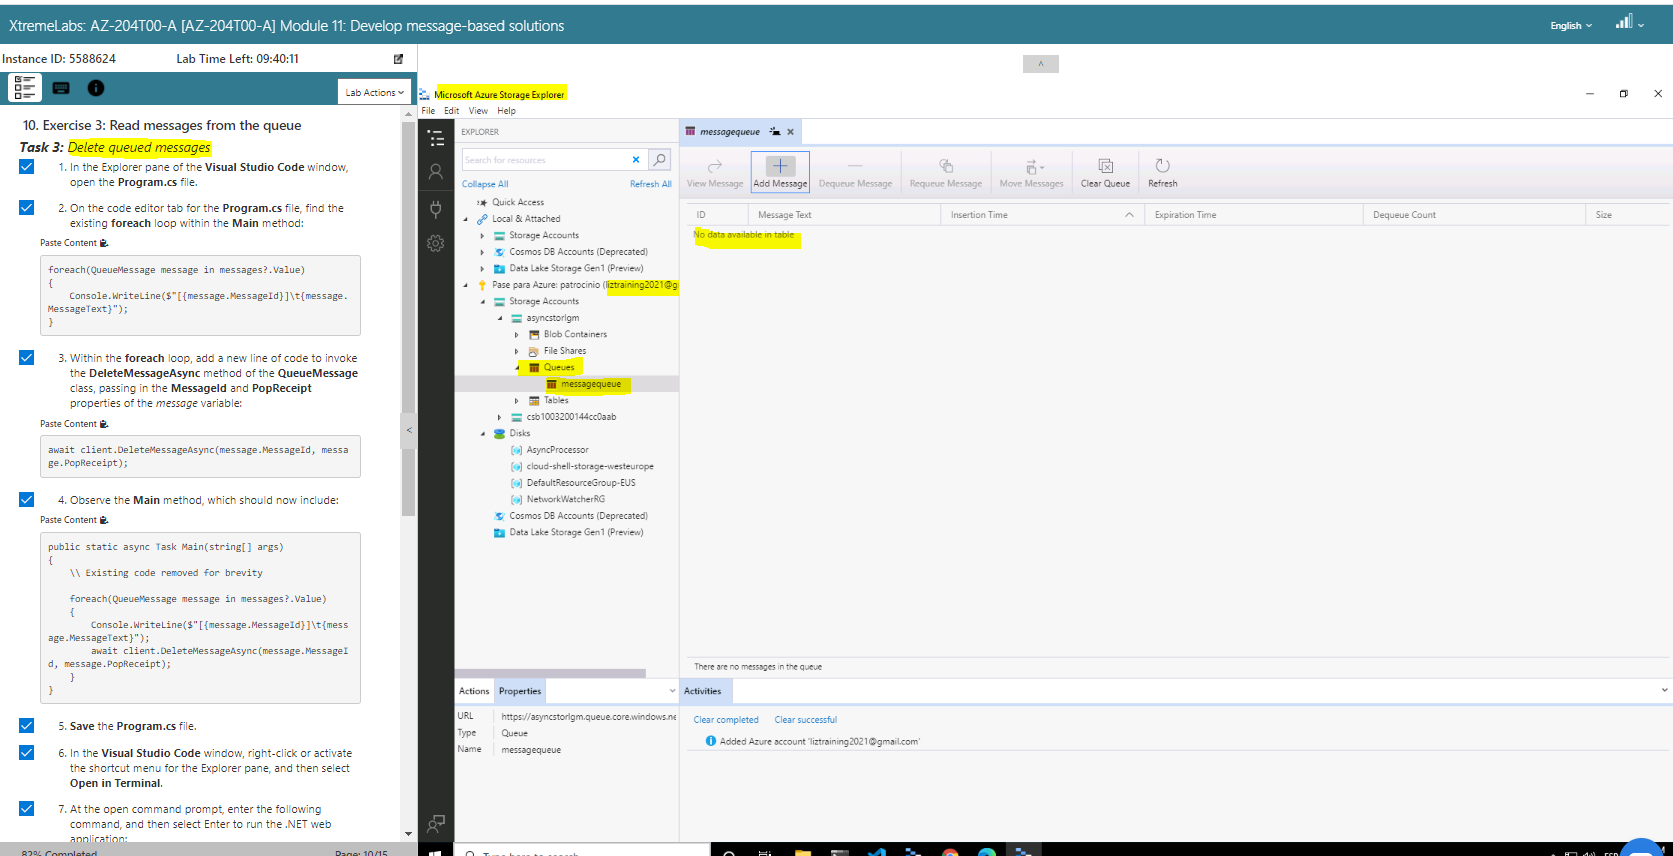 XtremeLabs: AZ-204T00-A [AZ-204T00-A] Module 11: Develop message-based solutions
English
Instance ID: 5588624
Lab Time Left: 09:40:11
Lab Actions
10. Exercise 3: Read messages from the queue
Task 3: Delete queued messages
1. In the Explorer pane of the Visual Studio Code window,
open the Program.cs file.
2. On the code editor tab for the Program.cs file, find the
existing foreach loop within the Main method:
Paste Content
foreach(QueueMessage message in messages?.Value)
{
Console.WriteLine($"[{message.MessageId}]\t{message.
MessageText}");
}
3. Within the foreach loop, add a new line of code to invoke
the DeleteMessageAsync method of the QueueMessage
class, passing in the MessageId and PopReceipt
properties of the message variable:
Paste Content
await client.DeleteMessageAsync(message.MessageId, messa
ge.PopReceipt);
4. Observe the Main method, which should now include:
Paste Content
public static async Task Main(string[] args)
{
\\ Existing code removed for brevity
foreach(QueueMessage message in messages?.Value)
{
Console.WriteLine($"[{message.MessageId}]\t{mess
age.MessageText}");
await client.DeleteMessageAsync(message.MessageI
d, message.PopReceipt);
}
}
5. Save the Program.cs file.
6. In the Visual Studio Code window, right-click or activate
the shortcut menu for the Explorer pane, and then select
Open in Terminal.
7. At the open command prompt, enter the following
command, and then select Enter to run the .NET web
application:
82% Completed
Page: 10/15
Microsoft Azure Storage Explorer
File Edit View Help
EXPLORER
Search for resources
Collapse All
Refresh All
Quick Access
Local & Attached
Storage Accounts
Cosmos DB Accounts (Deprecated)
Data Lake Storage Gen1 (Preview)
Pase para Azure: patrocinio (liztraining2021@g
Storage Accounts
asyncstorlgm
Blob Containers
File Shares
Queues
messagequeue
Tables
csb1003200144cc0aab
Disks
AsyncProcessor
cloud-shell-storage-westeurope
DefaultResourceGroup-EUS
NetworkWatcherRG
Cosmos DB Accounts (Deprecated)
Data Lake Storage Gen1 (Preview)
Actions
Properties
URL
https://asyncstorlgm.queue.core.windows.ne
Type
Queue
Name
messagequeue
messagequeue
View Message
Add Message
Dequeue Message
Requeue Message
Move Messages
Clear Queue
Refresh
ID
Message Text
Insertion Time
Expiration Time
Dequeue Count
Size
No data available in table
There are no messages in the queue
Activities
Clear completed
Clear successful
Added Azure account 'liztraining2021@gmail.com'